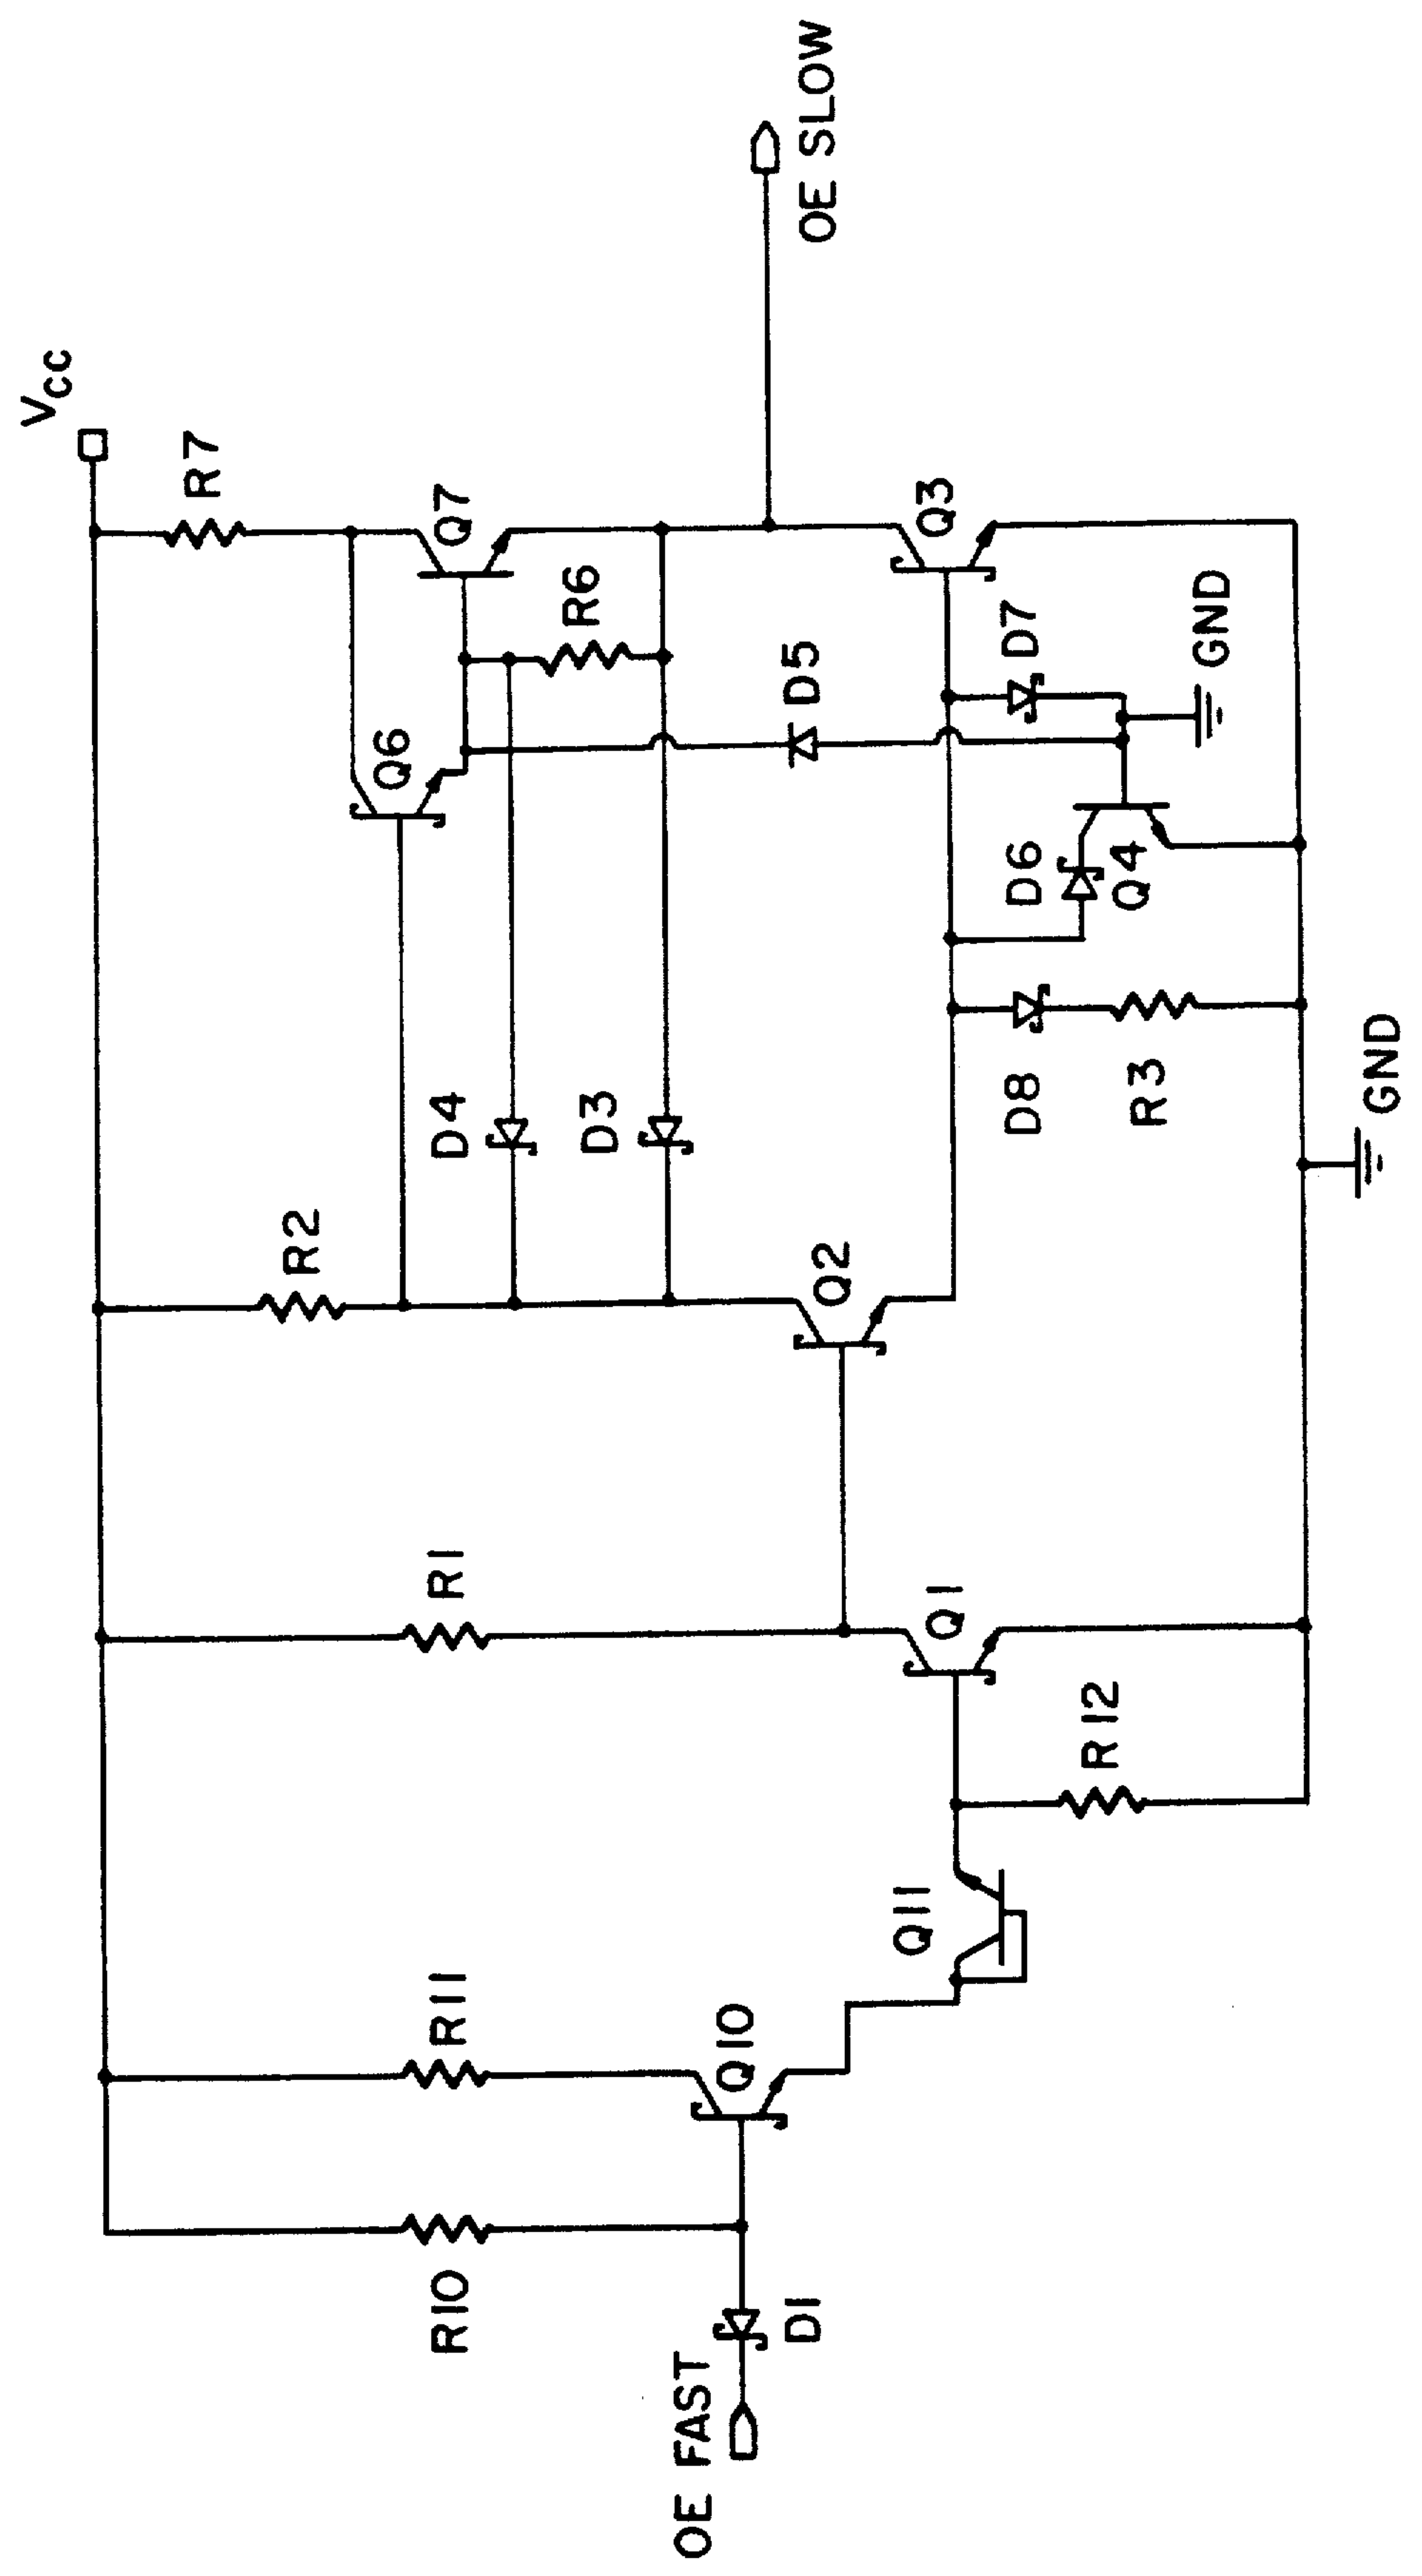 VCC
R7
Q7
R6
Q6
D5
OE SLOW
Q3
D7
GND
D6
Q4
D4
D3
D8
R3
GND
R2
Q2
R1
Q1
R12
Q11
R11
Q10
R10
D1
OE FAST